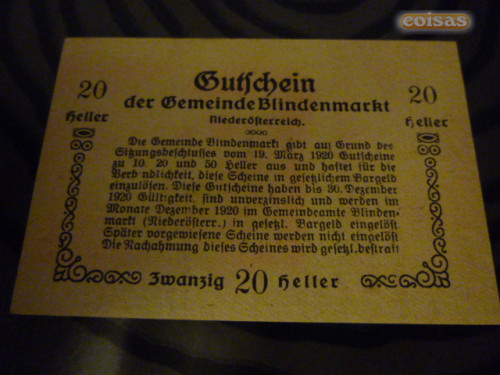 coisas
20
Heller
Gutschein
der Gemeinde Blindenmarkt
Niederösterreich.
20
Heller
Die Gemeinde Blindenmarkt gibt auf Grund des
Sitzungsbeschlusses vom 19. März 1920 Gutscheine
zu 10, 20 und 50 Heller aus und haftet für die
Verb ndlichkeit, diese Scheine in gesetzlichem Bargeld
einzulösen. Diese Gutscheine haben bis 30. Dezember
1920 Gültigkeit, sind unverzinslich und werden im
Monate Dezember 1920 im Gemeindeamte Blinden-
markt (Niederösterr.) in gesetzl. Bargeld eingelöst
Später vorgewiesene Scheine werden nicht eingelöst
Die Nachahmung dieses Scheines wird gesetzl. bestraft
Zwanzig 20 Heller